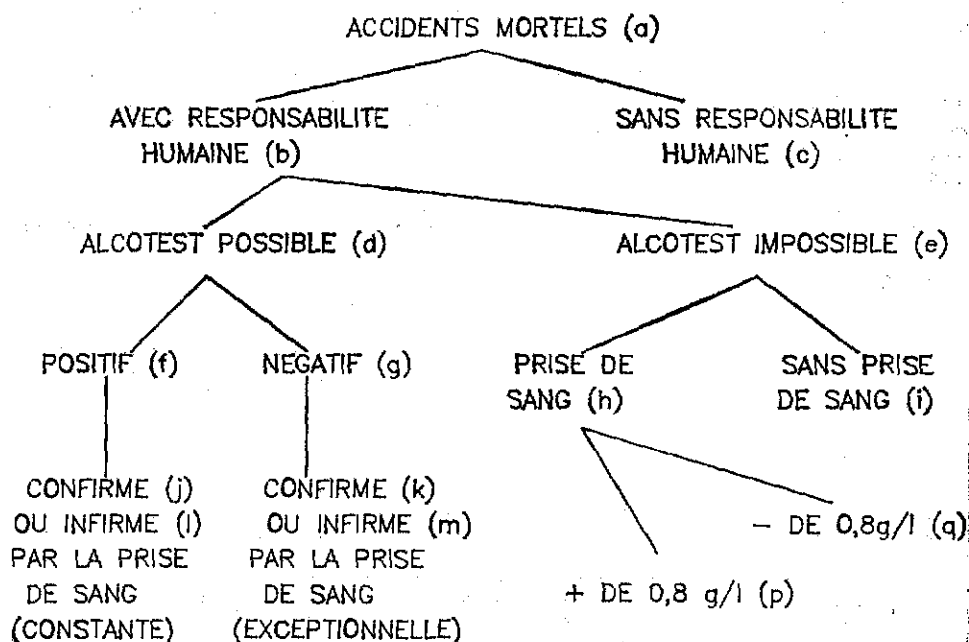 ACCIDENTS MORTELS (a)
AVEC RESPONSABILITE
HUMAINE (b)
SANS RESPONSABILITE
HUMAINE (c)
ALCOTEST POSSIBLE (d)
ALCOTEST IMPOSSIBLE (e)
POSITIF (f)
NEGATIF (g)
PRISE DE
SANG (h)
SANS PRISE
DE SANG (i)
CONFIRME (j)
OU INFIRME (l)
PAR LA PRISE
DE SANG
(CONSTANTE)
CONFIRME (k)
OU INFIRME (m)
PAR LA PRISE
DE SANG
(EXCEPTIONNELLE)
+ DE 0,8 g/l (p)
- DE 0,8g/l (q)